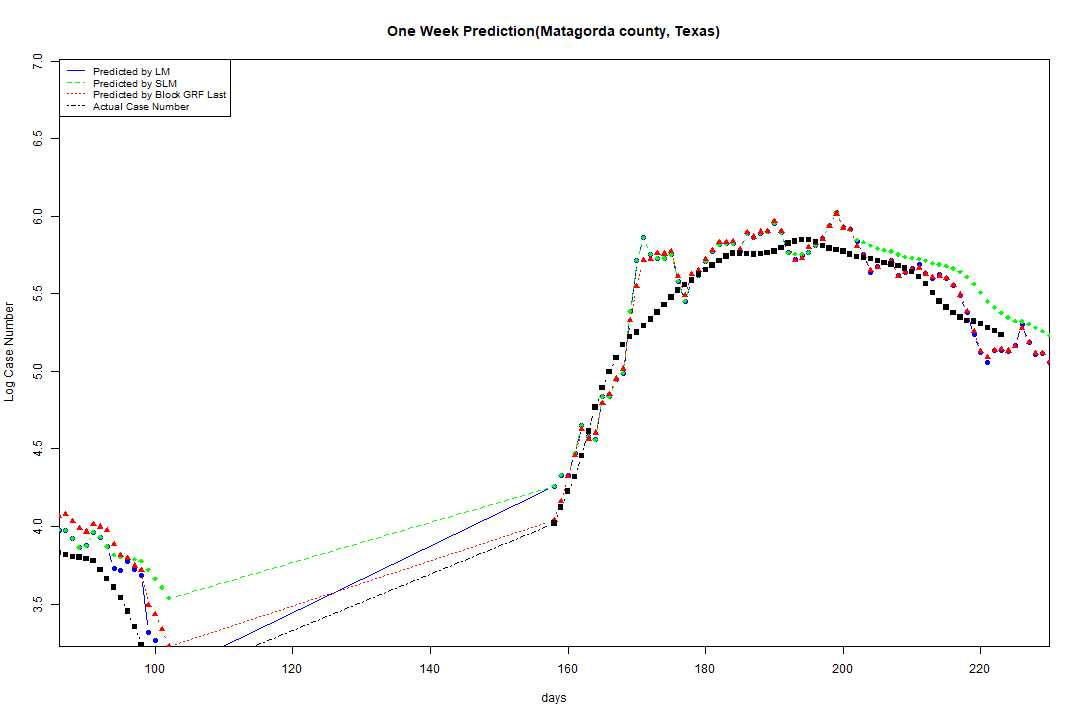 One Week Prediction(Matagorda county, Texas)
Predicted by LM
Predicted by SLM
Predicted by Block GRF Last
Actual Case Number
7.0
6.5
6.0
5.5
5.0
4.5
4.0
3.5
Log Case Number
100 120 140 160 180 200 220
days